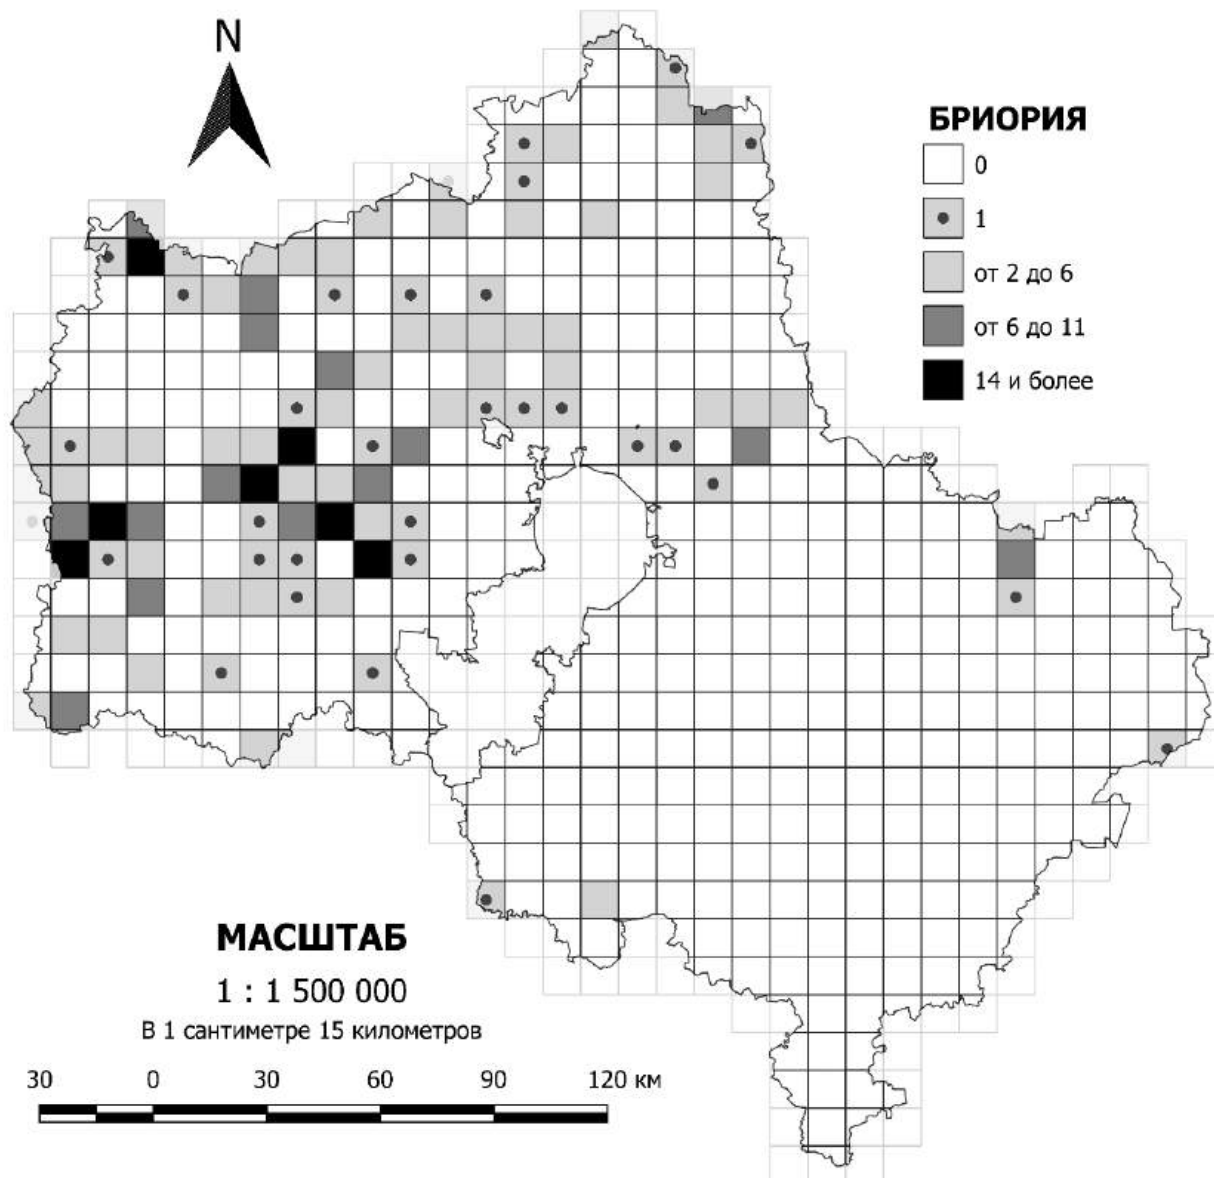 N
БРИОРИЯ
0
1
от 2 до 6
от 6 до 11
14 и более
МАСШТАБ
1 : 1 500 000
В 1 сантиметре 15 километров
30 0 30 60 90 120 км